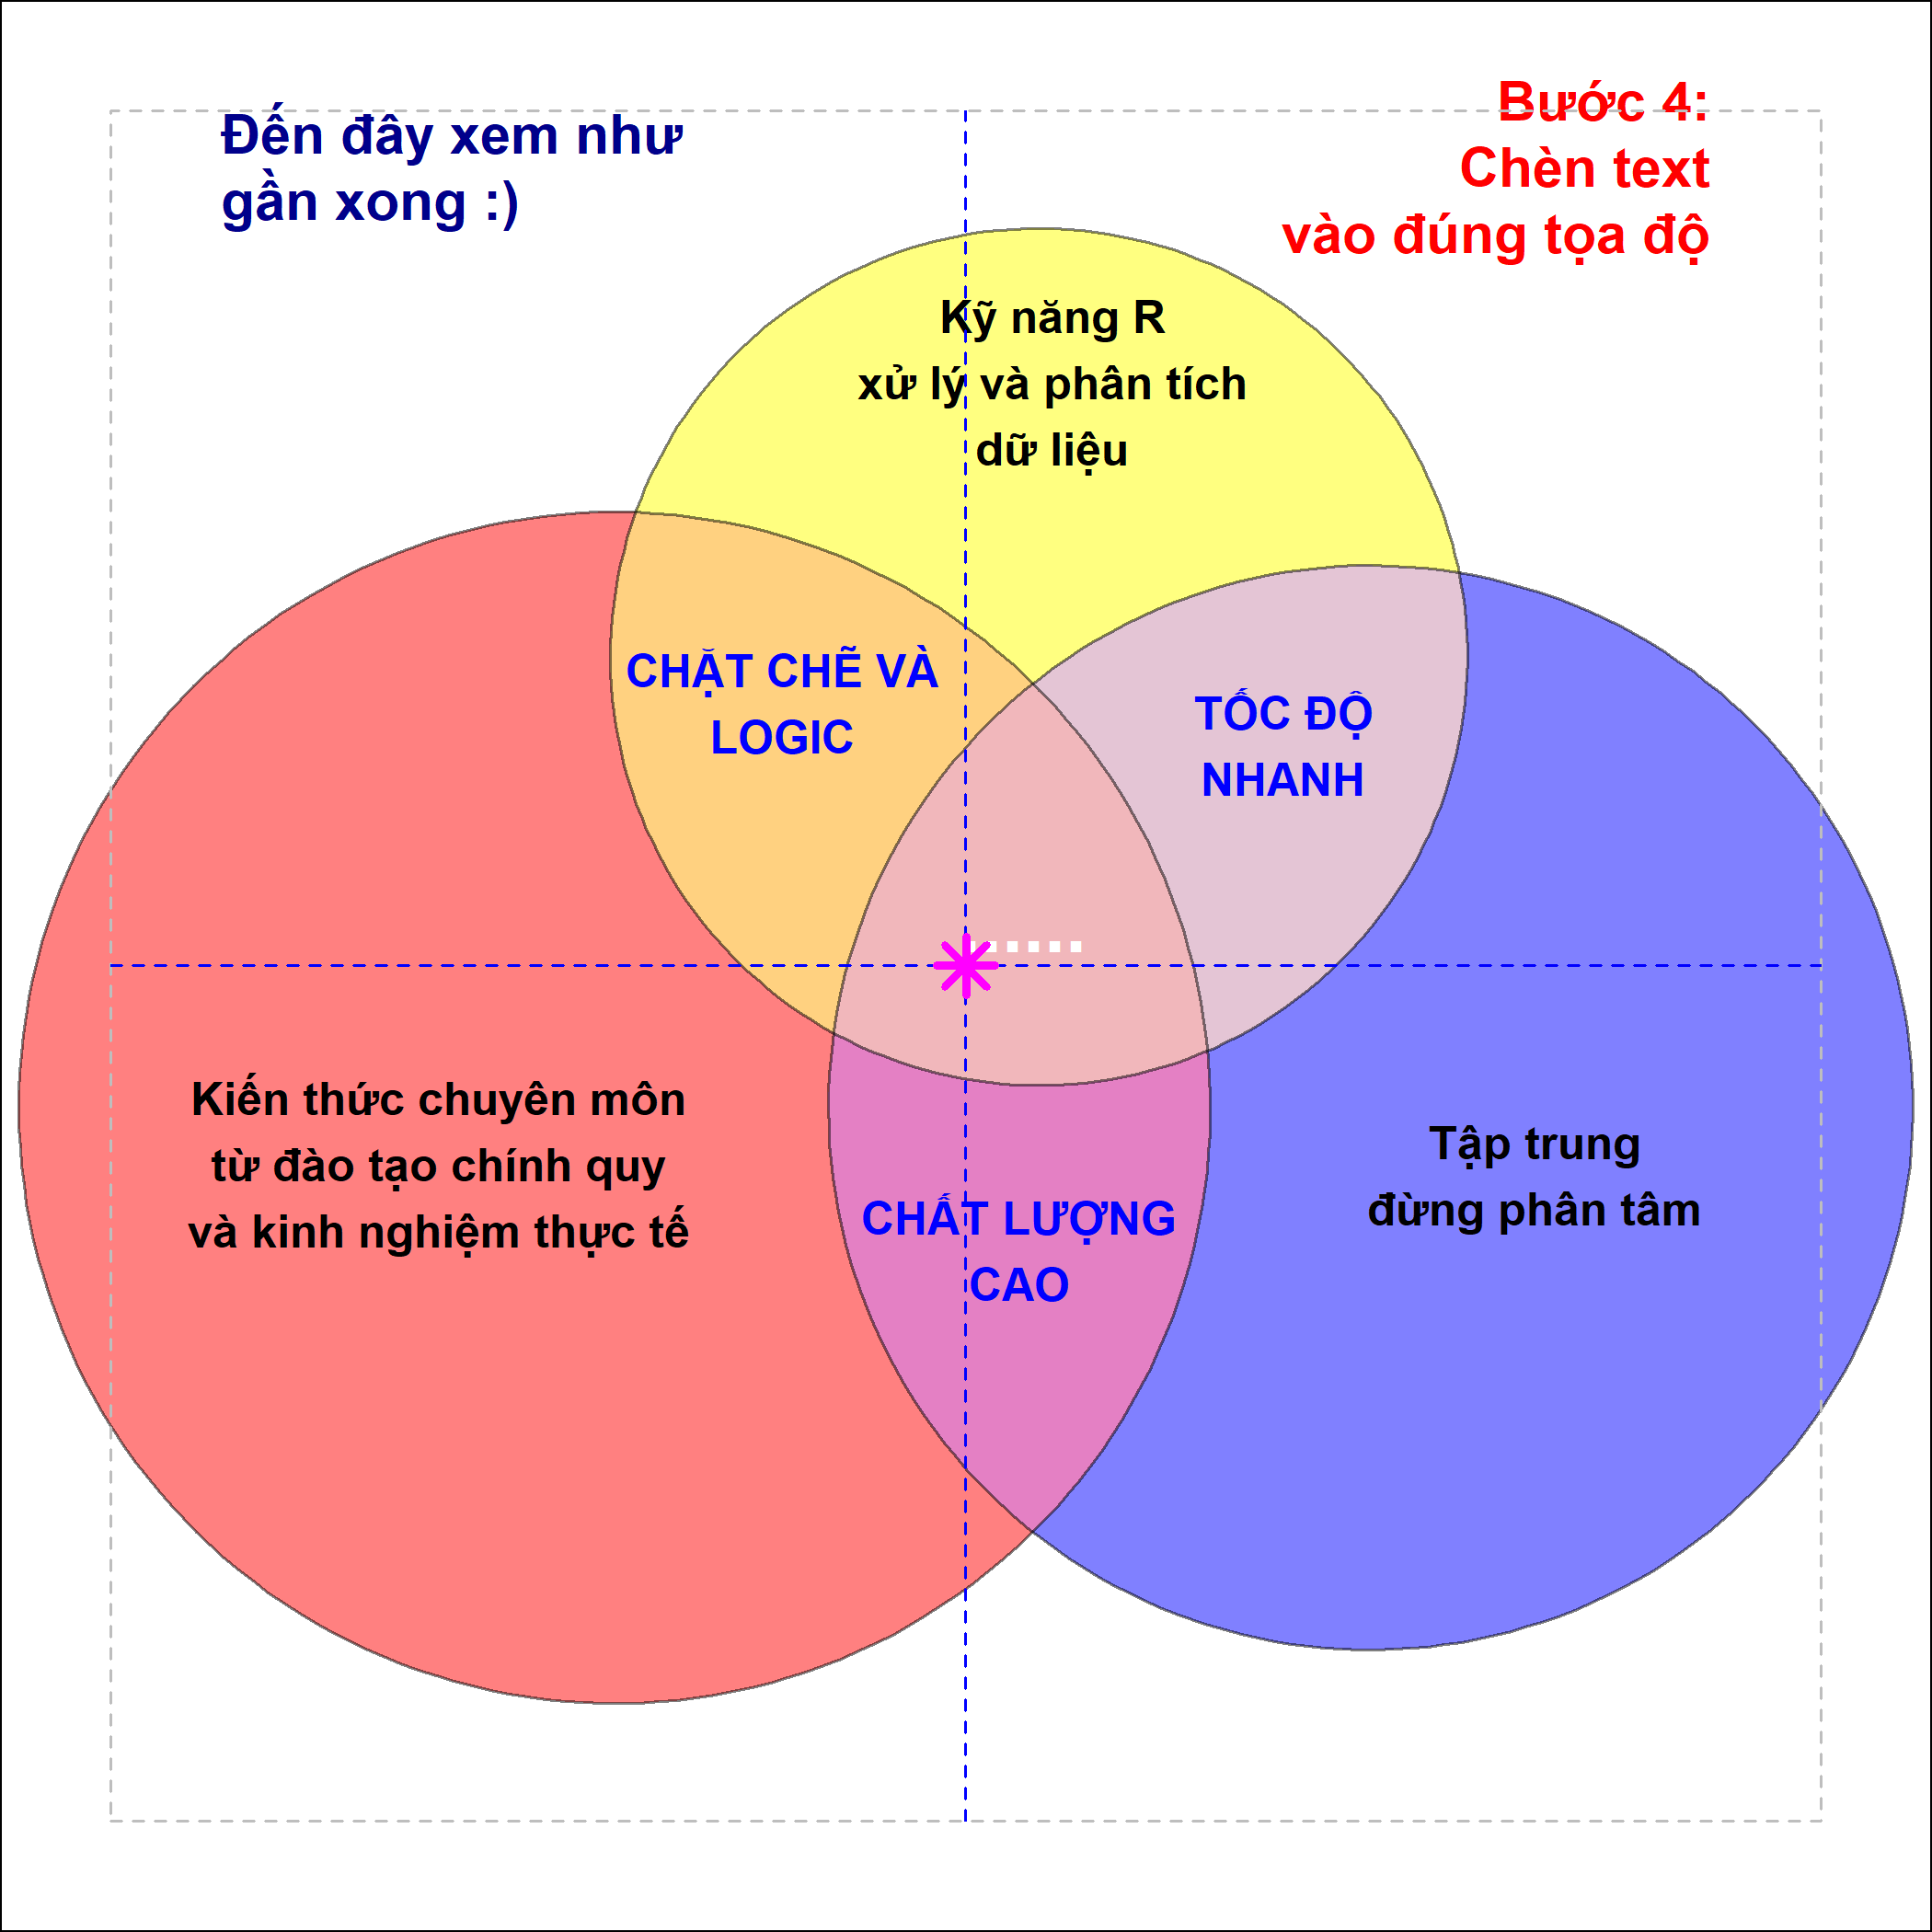 Đến đây xem như
gần xong :)
Bước 4:
Chèn text
vào đúng tọa độ
Kỹ năng R
xử lý và phân tích
dữ liệu
CHẶT CHẼ VÀ
LOGIC
TỐC ĐỘ
NHANH
......
Kiến thức chuyên môn
từ đào tạo chính quy
và kinh nghiệm thực tế
Tập trung
đừng phân tâm
CHẤT LƯỢNG
CAO